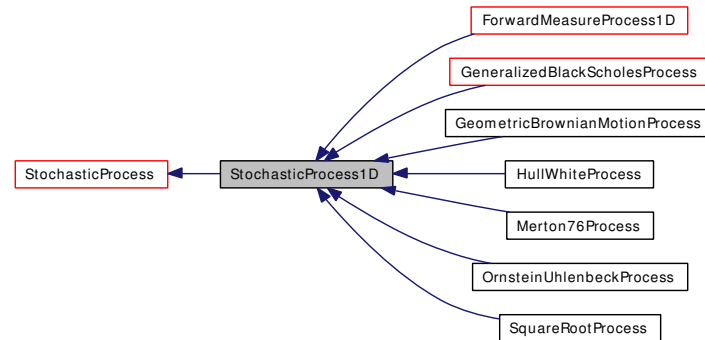 ForwardMeasureProcess1D
GeneralizedBlackScholesProcess
GeometricBrownianMotionProcess
StochasticProcess
StochasticProcess1D
HullWhiteProcess
Merton76Process
OrnsteinUhlenbeckProcess
SquareRootProcess